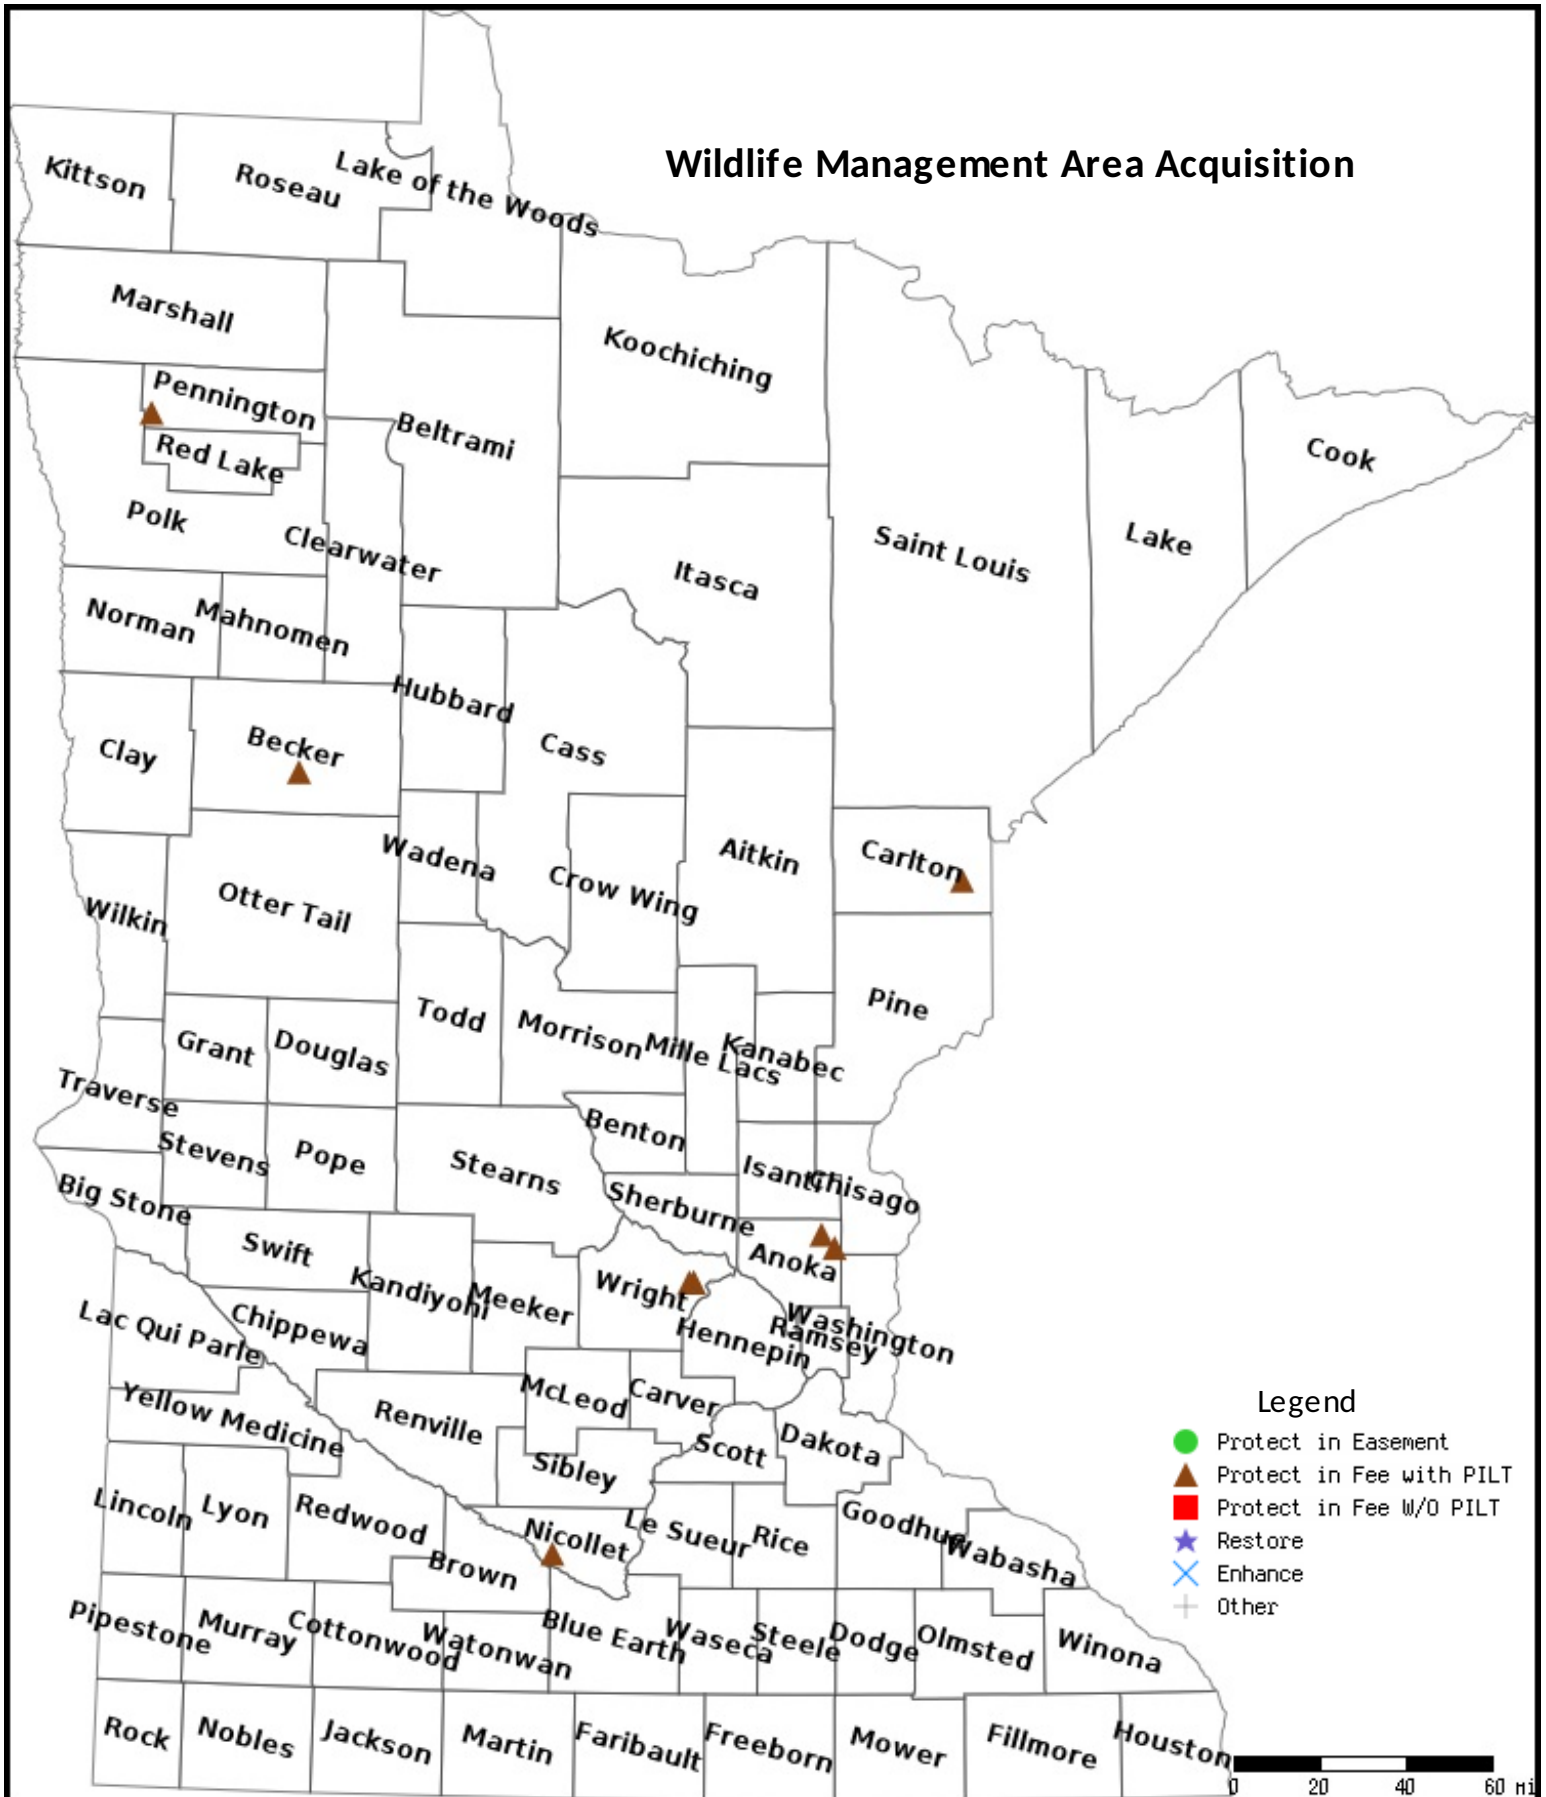 Wildlife Management Area Acquisition
Kittson
Roseau
Lake of the Woods
Marshall
Koochiching
Pennington
Beltrami
Red Lake
Cook
Polk
Clearwater
Saint Louis
Lake
Itasca
Norman
Mahnomen
Hubbard
Clay
Becker
Cass
Wadena
Crow Wing
Aitkin
Carlton
Wilkin
Otter Tail
Pine
Todd
Morrison
Mille Lacs
Kanabec
Grant
Douglas
Traverse
Stevens
Pope
Stearns
Benton
Isanti
Chisago
Big Stone
Sherburne
Swift
Anoka
Kandiyohi
Meeker
Wright
Lac Qui Parle
Chippewa
Hennepin
Ramsey
Washington
Yellow Medicine
Renville
McLeod
Carver
Scott
Dakota
Sibley
Lincoln
Lyon
Redwood
Nicollet
Le Sueur
Rice
Goodhue
Wabasha
Brown
Pipestone
Murray
Cottonwood
Watonwan
Blue Earth
Waseca
Steele
Dodge
Olmsted
Winona
Rock
Nobles
Jackson
Martin
Faribault
Freeborn
Mower
Fillmore
Houston
Legend
Protect in Easement
Protect in Fee with PILT
Protect in Fee W/O PILT
Restore
Enhance
Other
0 20 40 60 mi